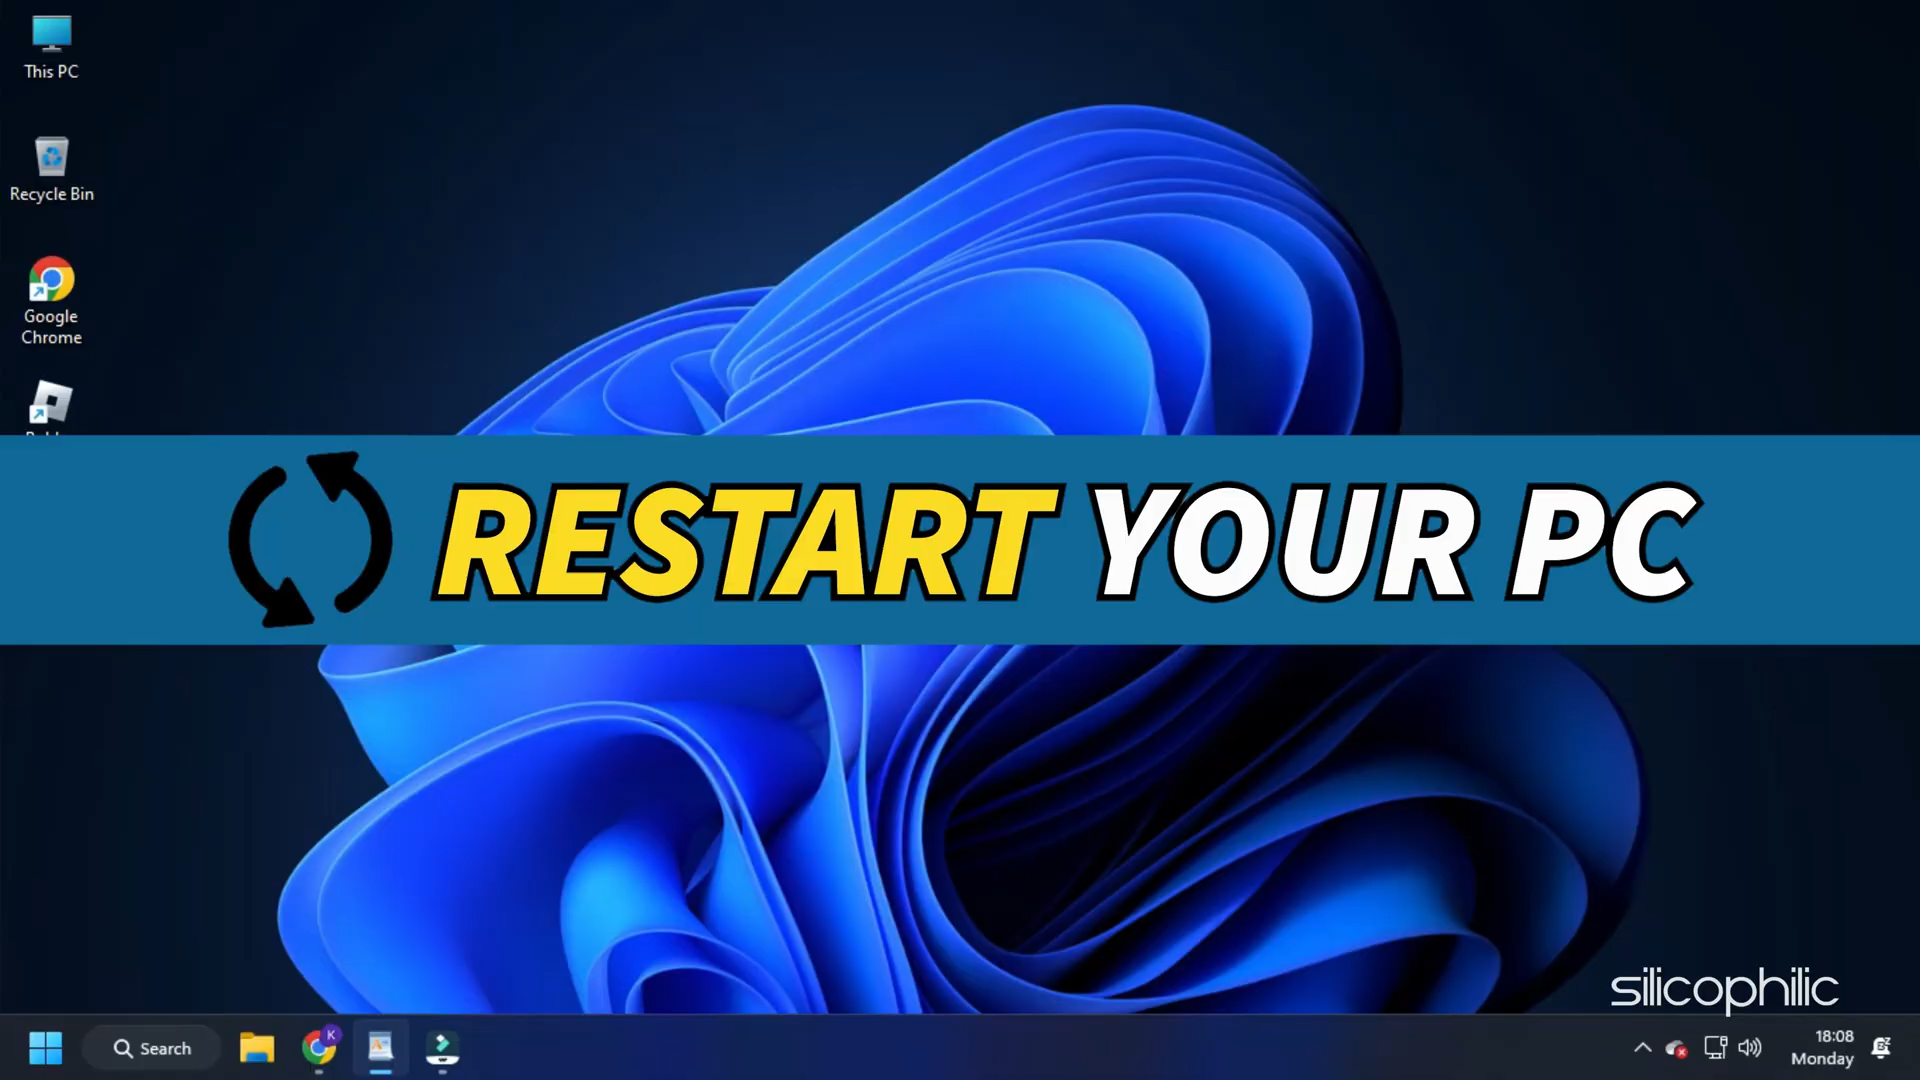 This PC
Recycle Bin
Google
Chrome
RESTART YOUR PC
silicophilic
Search
K
18:08
Monday